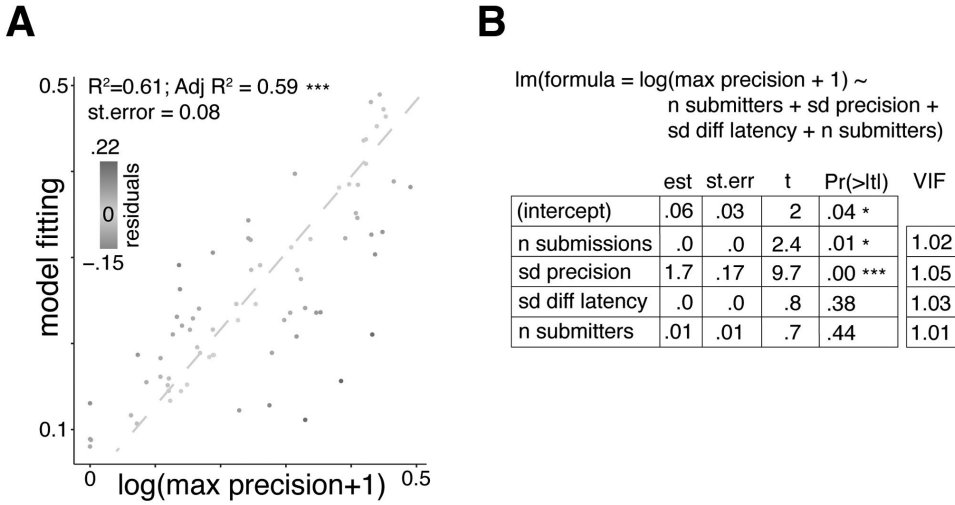 A
R²=0.61; Adj R² = 0.59 ***
st.error = 0.08
.22
0
−.15
residuals
0.5
0.1
model fitting
0
0.5
log(max precision+1)
B
lm(formula = log(max precision + 1) ~
n submitters + sd precision +
sd diff latency + n submitters)
est st.err t Pr(>|t|) VIF
(intercept) .06 .03 2 .04 *
n submissions .0 .0 2.4 .01 * 1.02
sd precision 1.7 .17 9.7 .00 *** 1.05
sd diff latency .0 .0 .8 .38 1.03
n submitters .01 .01 .7 .44 1.01